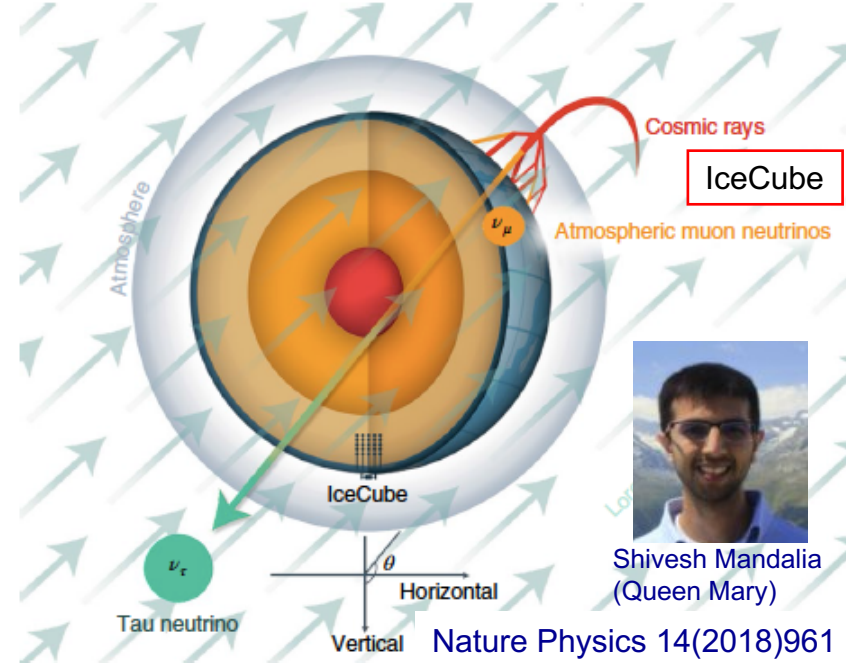 Cosmic rays
IceCube
Atmosphere
ν_μ
Atmospheric muon neutrinos
IceCube
ν_τ
θ
Horizontal
Tau neutrino
Vertical
Shivesh Mandalia
(Queen Mary)
Nature Physics 14(2018)961